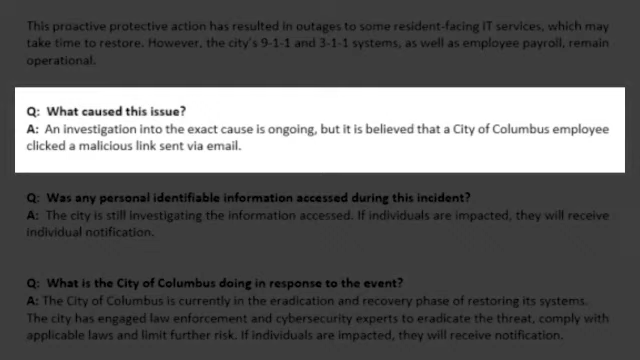 This proactive protective action has resulted in outages to some resident-facing IT services, which may
take time to restore. However, the city's 9-1-1 and 3-1-1 systems, as well as employee payroll, remain
operational.
Q: What caused this issue?
A: An investigation into the exact cause is ongoing, but it is believed that a City of Columbus employee
clicked a malicious link sent via email.
Q: Was any personal identifiable information accessed during this incident?
A: The city is still investigating the information accessed. If individuals are impacted, they will receive
individual notification.
Q: What is the City of Columbus doing in response to the event?
A: The City of Columbus is currently in the eradication and recovery phase of restoring its systems.
The city has engaged law enforcement and cybersecurity experts to eradicate the threat, comply with
applicable laws and limit further risk. If individuals are impacted, they will receive notification.